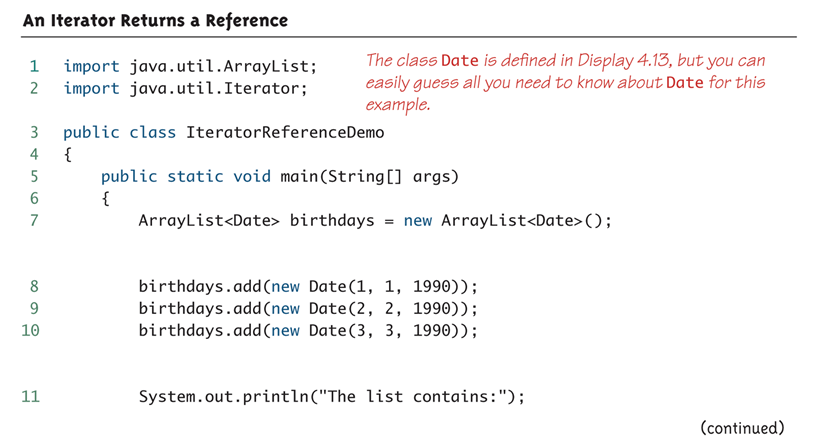 An Iterator Returns a Reference
1 import java.util.ArrayList;
2 import java.util.Iterator;
The class Date is defined in Display 4.13, but you can
easily guess all you need to know about Date for this
example.
3 public class IteratorReferenceDemo
4 {
5 public static void main(String[] args)
6 {
7 ArrayList<Date> birthdays = new ArrayList<Date>();
8 birthdays.add(new Date(1, 1, 1990));
9 birthdays.add(new Date(2, 2, 1990));
10 birthdays.add(new Date(3, 3, 1990));
11 System.out.println("The list contains:");
(continued)